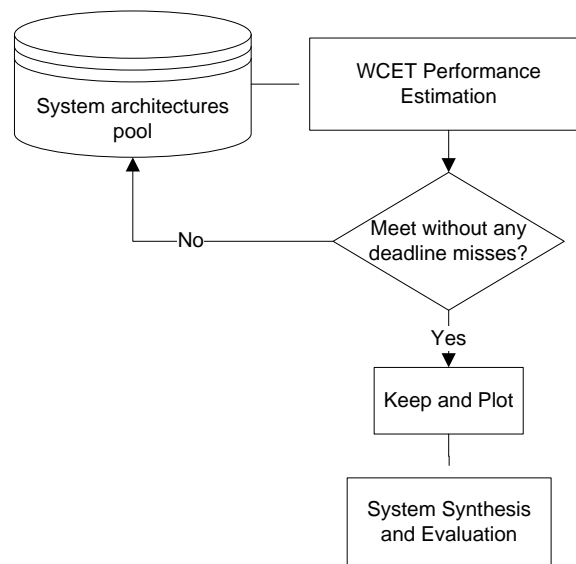 System architectures
pool
WCET Performance
Estimation
Meet without any
deadline misses?
No
Yes
Keep and Plot
System Synthesis
and Evaluation